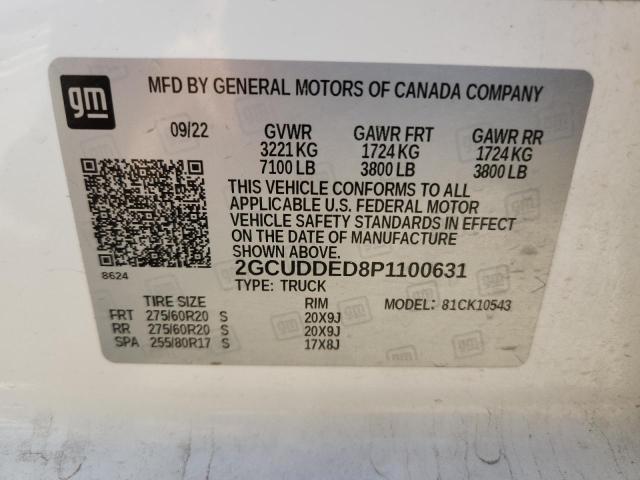 gm
MFD BY GENERAL MOTORS OF CANADA COMPANY
09/22 GVWR GAWR FRT GAWR RR
3221 KG 1724 KG 1724 KG
7100 LB 3800 LB 3800 LB
THIS VEHICLE CONFORMS TO ALL
APPLICABLE U.S. FEDERAL MOTOR
VEHICLE SAFETY STANDARDS IN EFFECT
ON THE DATE OF MANUFACTURE
SHOWN ABOVE.
8624
2GCUDDED8P1100631
TYPE: TRUCK
TIRE SIZE RIM MODEL: 81CK10543
FRT 275/60R20 S 20X9J
RR 275/60R20 S 20X9J
SPA 255/80R17 S 17X8J